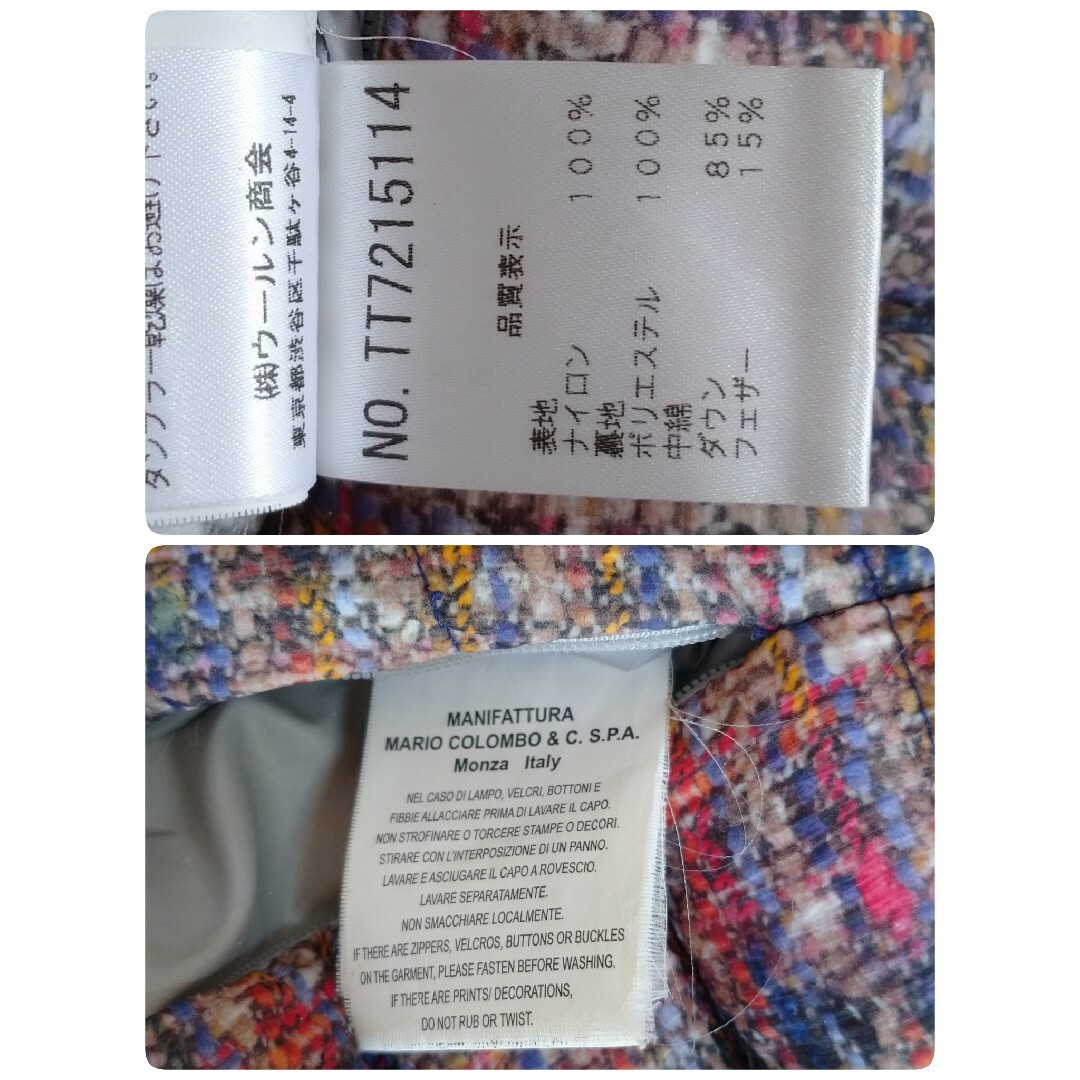 タンブラー乾燥はお避け下さい。
(株)ウールン商会
東京都渋谷区千駄ヶ谷4-14-4
NO. TT7215114
品質表示
表地
ナイロン 100%
裏地
ポリエステル 100%
中綿
ダウン 85%
フェザー 15%
MANIFATTURA
MARIO COLOMBO & C. S.P.A.
Monza Italy
NEL CASO DI LAMPO, VELCRI, BOTTONI E
FIBBIE ALLACCIARE PRIMA DI LAVARE IL CAPO.
NON STROFINARE O TORCERE STAMPE O DECORI.
STIRARE CON L'INTERPOSIZIONE DI UN PANNO.
LAVARE E ASCIUGARE IL CAPO A ROVESCIO.
LAVARE SEPARATAMENTE.
NON SMACCHIARE LOCALMENTE.
IF THERE ARE ZIPPERS, VELCROS, BUTTONS OR BUCKLES
ON THE GARMENT, PLEASE FASTEN BEFORE WASHING.
IF THERE ARE PRINTS/ DECORATIONS,
DO NOT RUB OR TWIST.